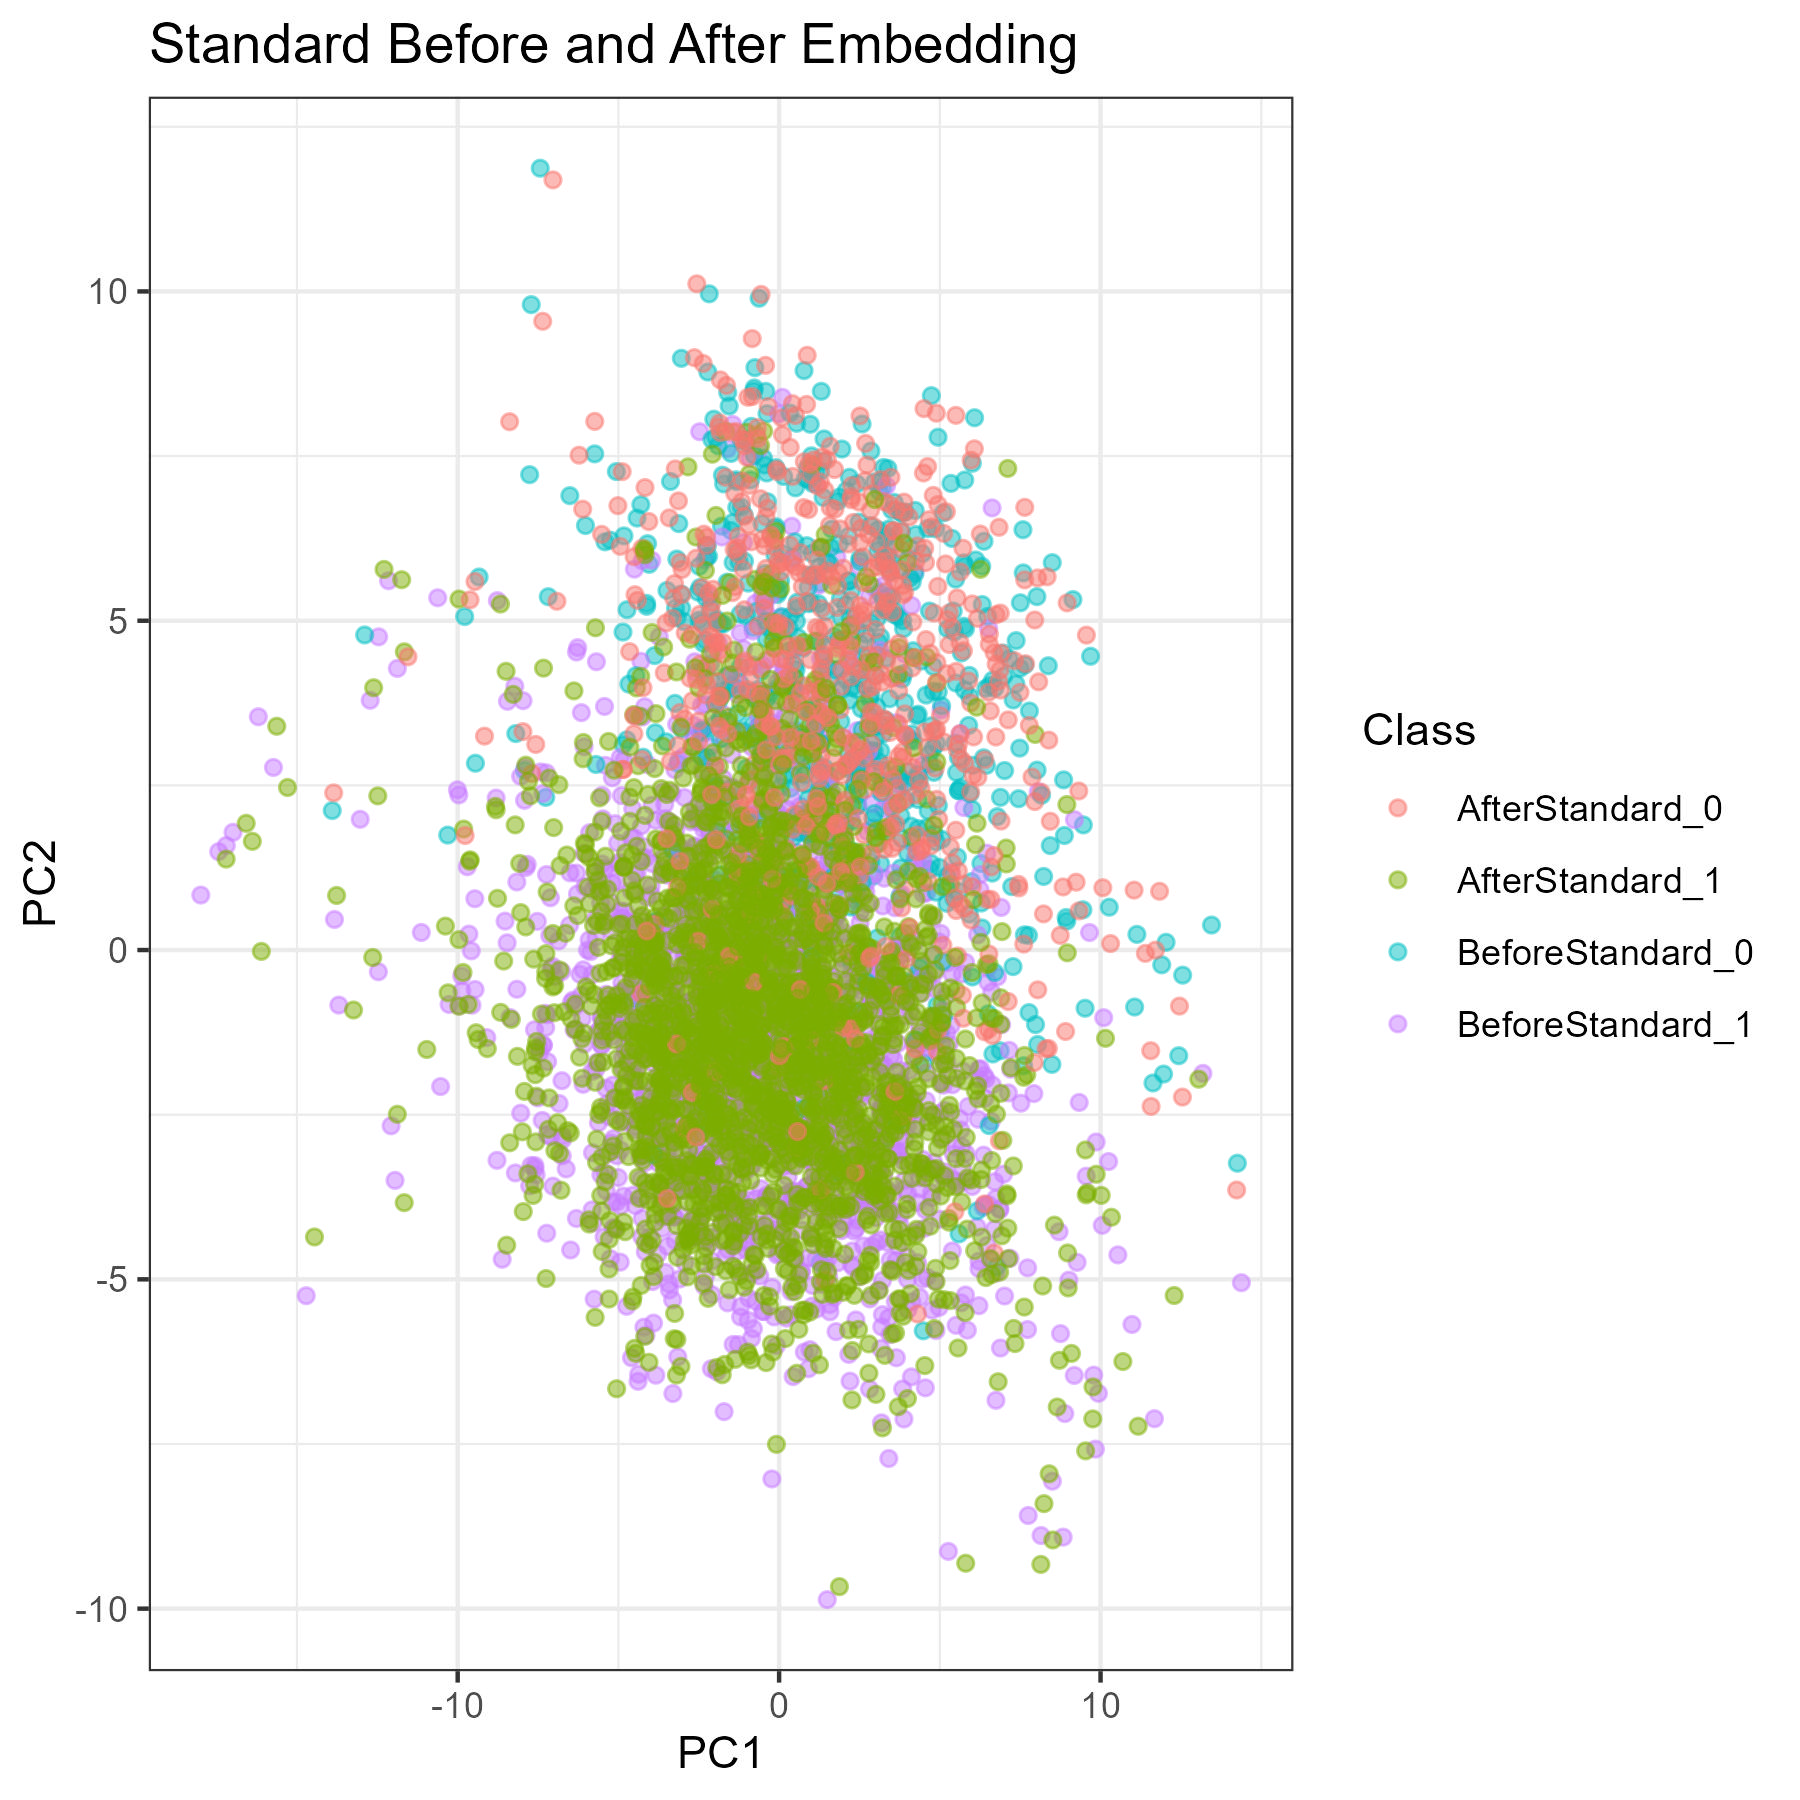 Standard Before and After Embedding
10
5
0
-5
-10
PC2
-10
0
10
PC1
Class
AfterStandard_0
AfterStandard_1
BeforeStandard_0
BeforeStandard_1